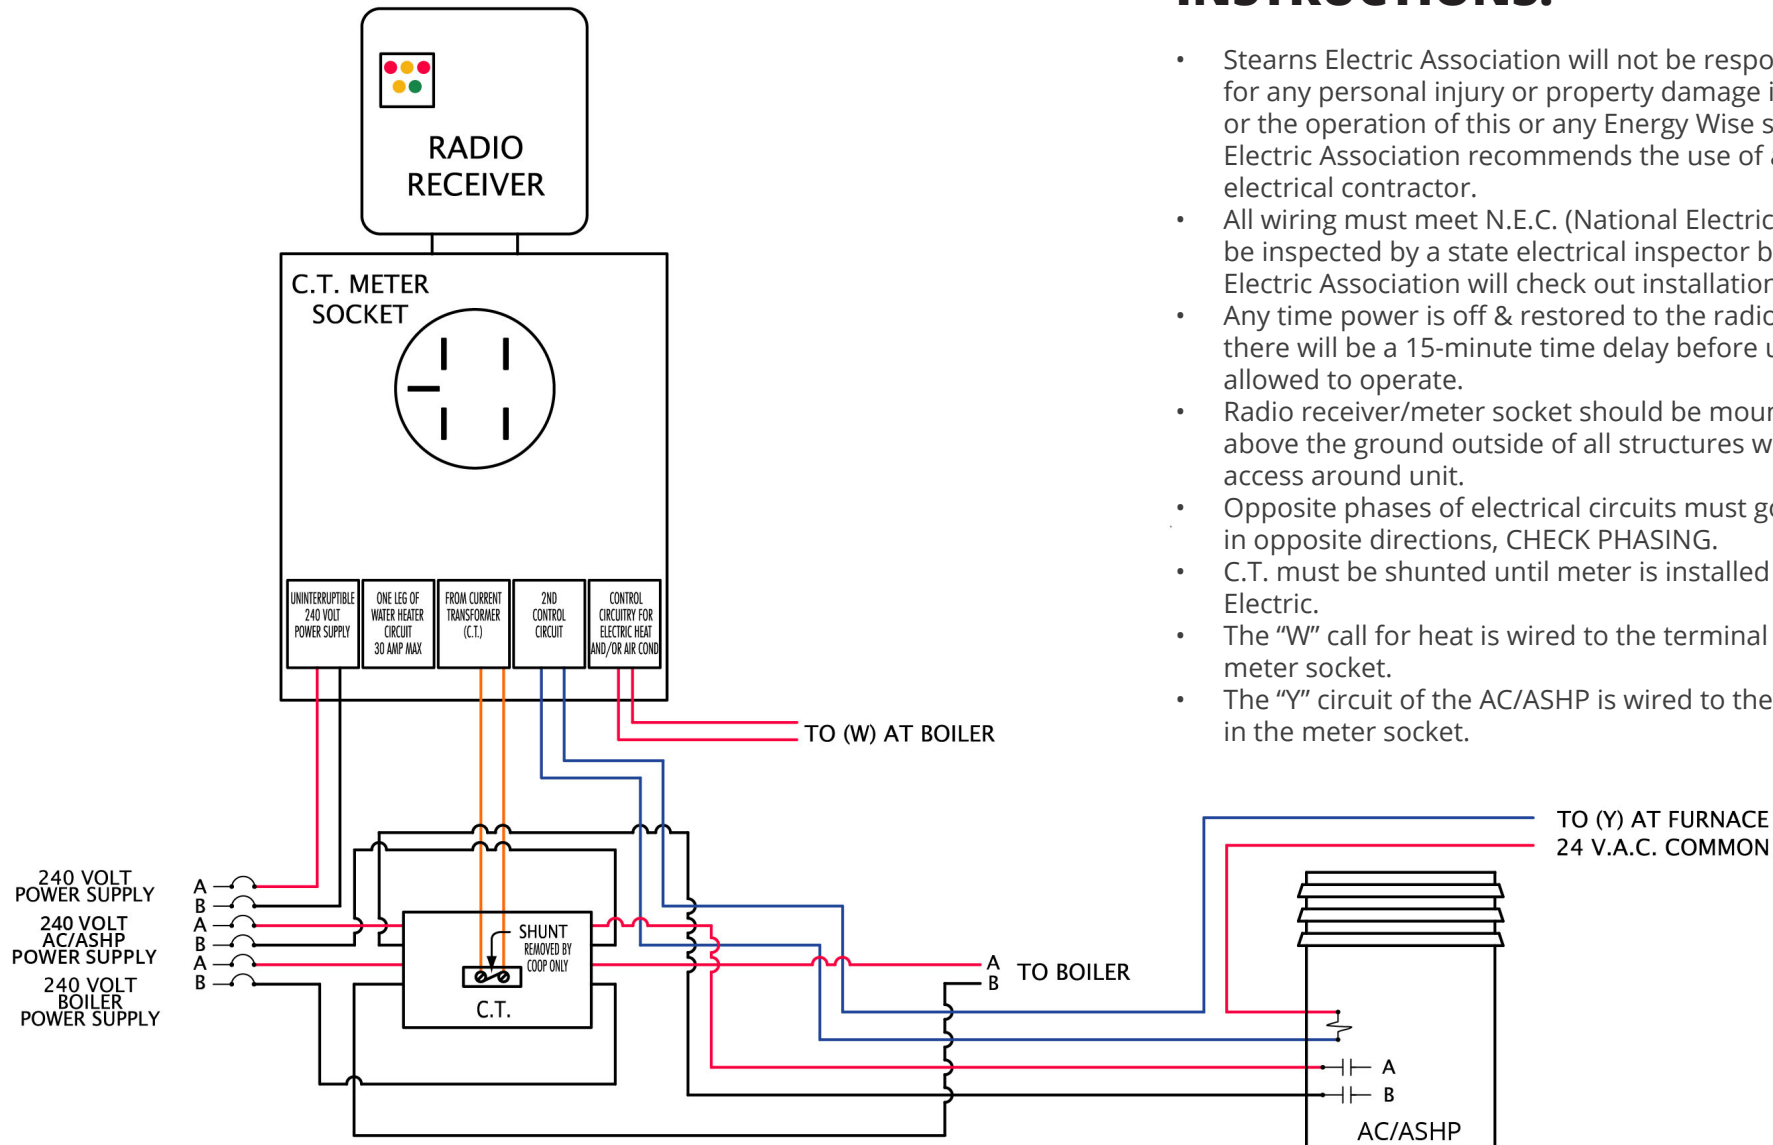 INSTRUCTIONS:
• Stearns Electric Association will not be
for any personal injury or property damage
or the operation of this or any Energy Wise
Electric Association recommends the use of
electrical contractor.
• All wiring must meet N.E.C. (National
be inspected by a state electrical inspector
Electric Association will check out
• Any time power is off & restored to the
there will be a 15-minute time delay before
allowed to operate.
• Radio receiver/meter socket should be
above the ground outside of all structures
access around unit.
• Opposite phases of electrical circuits must
in opposite directions, CHECK PHASING.
• C.T. must be shunted until meter is installed
Electric.
• The “W” call for heat is wired to the terminal
meter socket.
• The “Y” circuit of the AC/ASHP is wired to the
in the meter socket.
RADIO
RECEIVER
C.T. METER
SOCKET
UNINTERRUPTIBLE
240 VOLT
POWER SUPPLY
ONE LEG OF
WATER HEATER
CIRCUIT
30 AMP MAX
FROM CURRENT
TRANSFORMER
(C.T.)
2ND
CONTROL
CIRCUIT
CONTROL
CIRCUITRY FOR
ELECTRIC HEAT
AND/OR AIR COND
TO (W) AT BOILER
TO (Y) AT FURNACE
24 V.A.C. COMMON
240 VOLT
POWER SUPPLY
A
B
240 VOLT
AC/ASHP
POWER SUPPLY
A
B
240 VOLT
BOILER
POWER SUPPLY
A
B
SHUNT
REMOVED BY
COOP ONLY
C.T.
A
B
TO BOILER
A
B
AC/ASHP